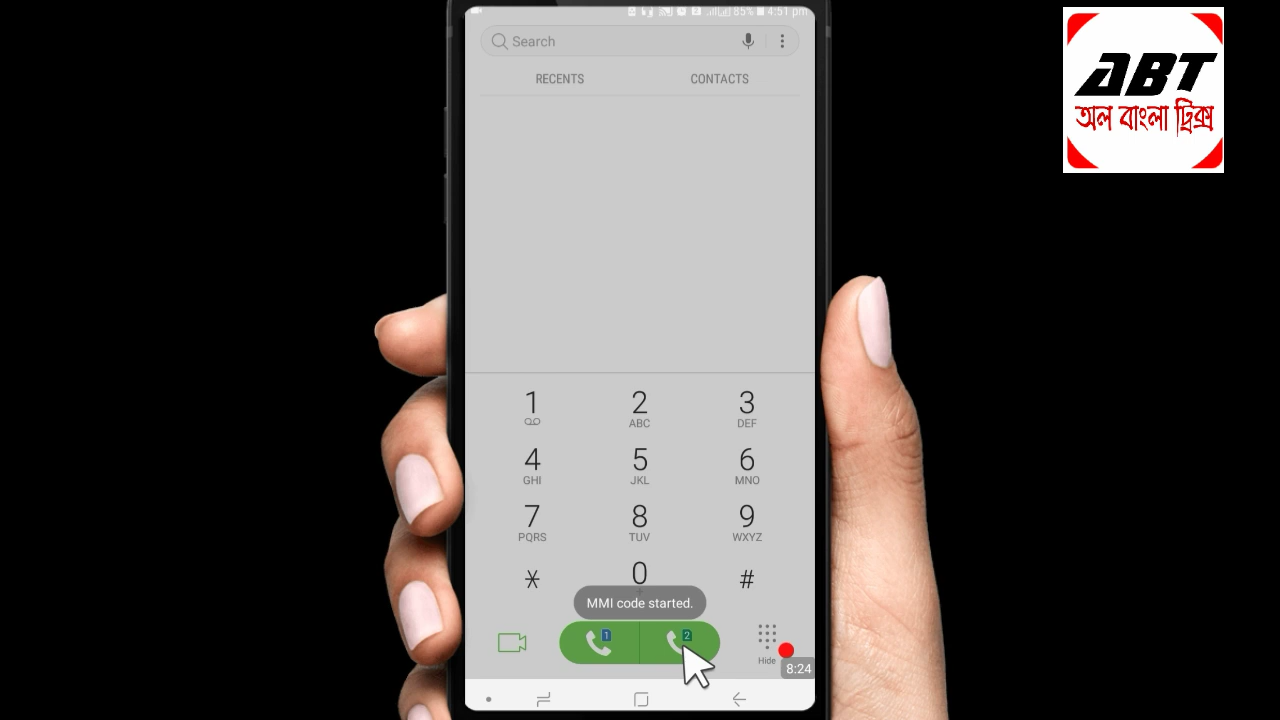 85% 4:51 pm
Search
RECENTS CONTACTS
1 2 3
ABC DEF
4 5 6
GHI JKL MNO
7 8 9
PQRS TUV WXYZ
* 0 #
MMI code started.
1 2
Hide
8:24
ABT
অল বাংলা ট্রিক্স